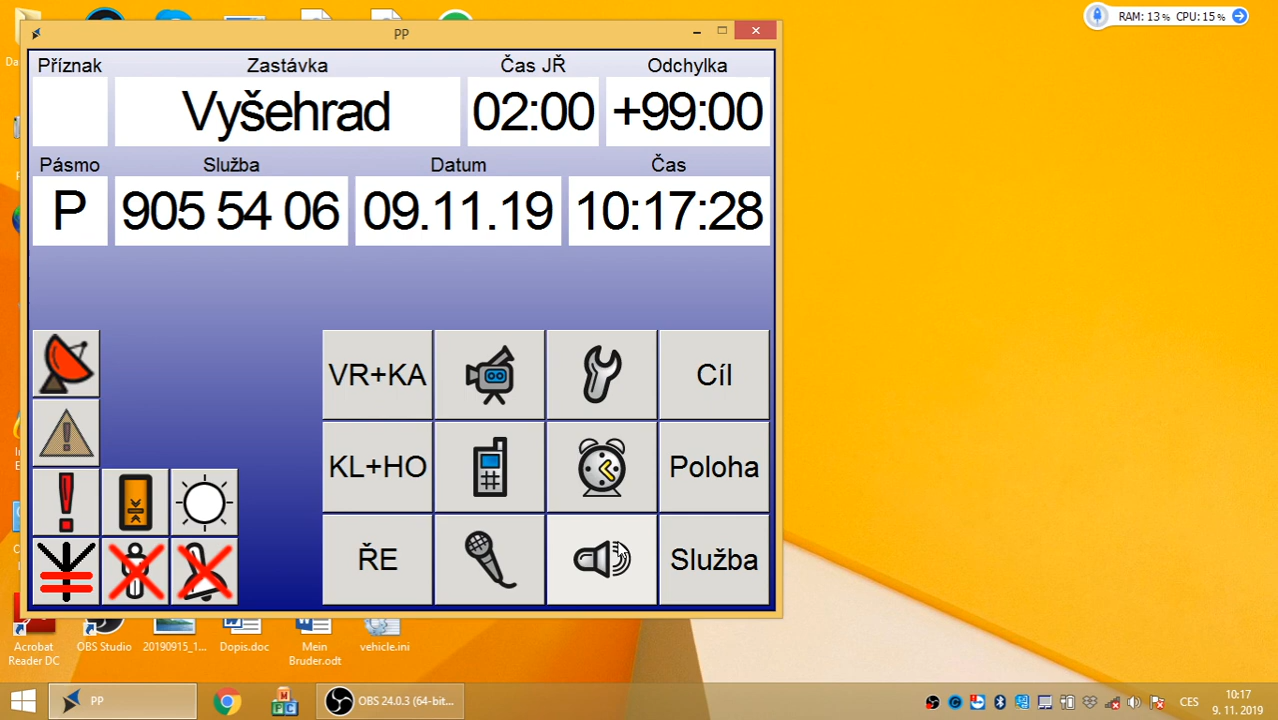 RAM: 13 % CPU: 15 %
PP
Příznak Zastávka Čas JŘ Odchylka
Vyšehrad 02:00 +99:00
Pásmo Služba Datum Čas
P 905 54 06 09.11.19 10:17:28
VR+KA Cíl
KL+HO Poloha
ŘE Služba
Acrobat Reader DC
OBS Studio
20190915_1...
Dopis.doc
Mein Bruder.odt
vehicle.ini
PP
OBS 24.0.3 (64-bit...
CES
10:17
9. 11. 2019